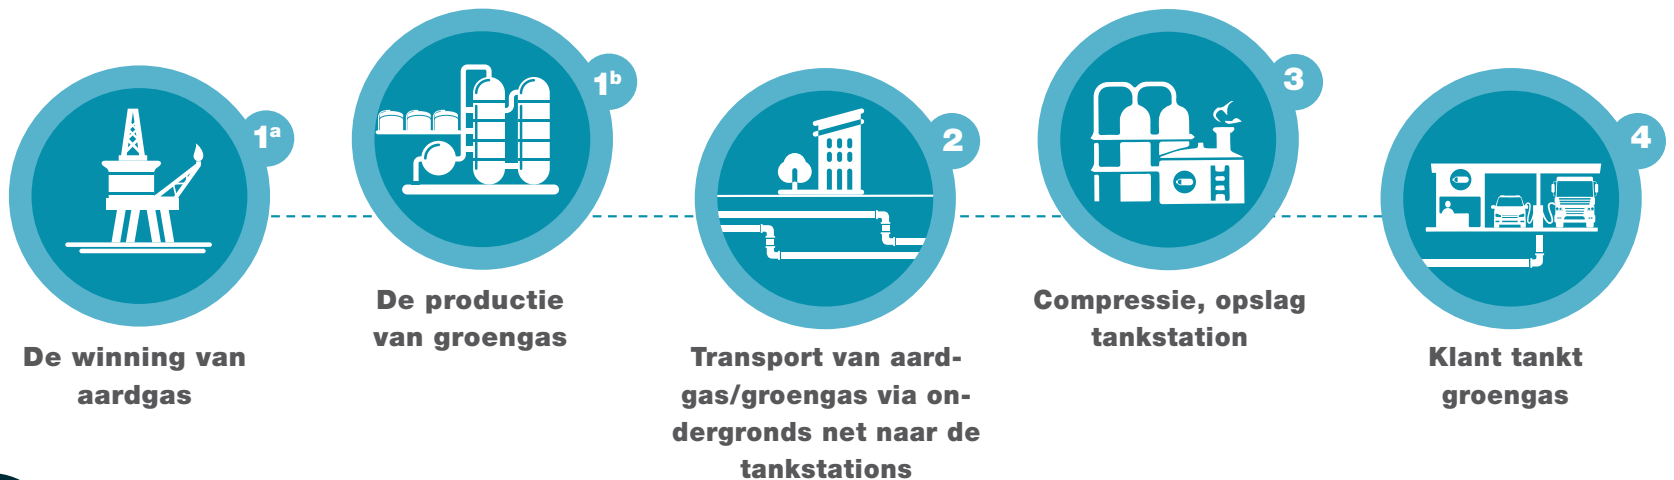 1a
De winning van
aardgas
1b
De productie
van groengas
2
Transport van aard-
gas/groengas via on-
dergronds net naar de
tankstations
3
Compressie, opslag
tankstation
4
Klant tankt
groengas